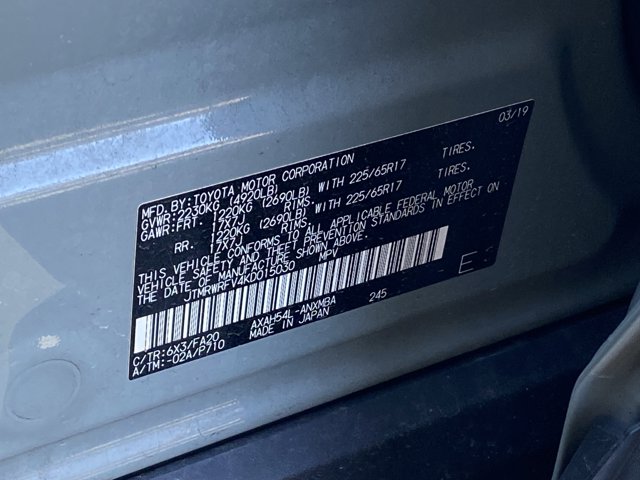 03/19
MFD.BY:TOYOTA MOTOR CORPORATION
GVWR:2230KG (4920LB)
GAWR:FRT. 1220KG (2690LB) WITH 225/65R17 TIRES.
17X7J RIMS.
RR. 1220KG (2690LB) WITH 225/65R17 TIRES.
17X7J RIMS.
THIS VEHICLE CONFORMS TO ALL APPLICABLE FEDERAL MOTOR
VEHICLE SAFETY AND THEFT PREVENTION STANDARDS IN EFFECT ON
THE DATE OF MANUFACTURE SHOWN ABOVE.
JTMRWRFV4KD015030 MPV
E
C/TR:6X3/FA20 AXAH54L-ANXMBA 245
A/TM:-02A/P710 MADE IN JAPAN